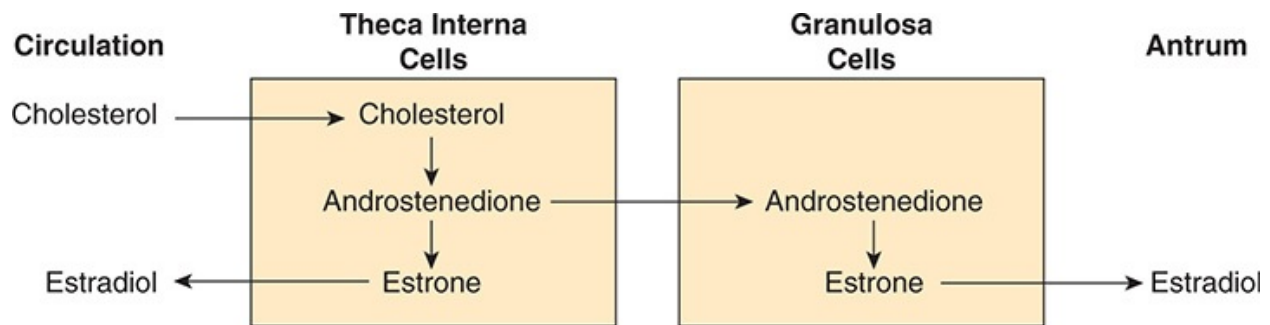 Circulation
Theca Interna
Cells
Granulosa
Cells
Antrum
Cholesterol
Cholesterol
Androstenedione
Androstenedione
Estradiol
Estrone
Estrone
Estradiol